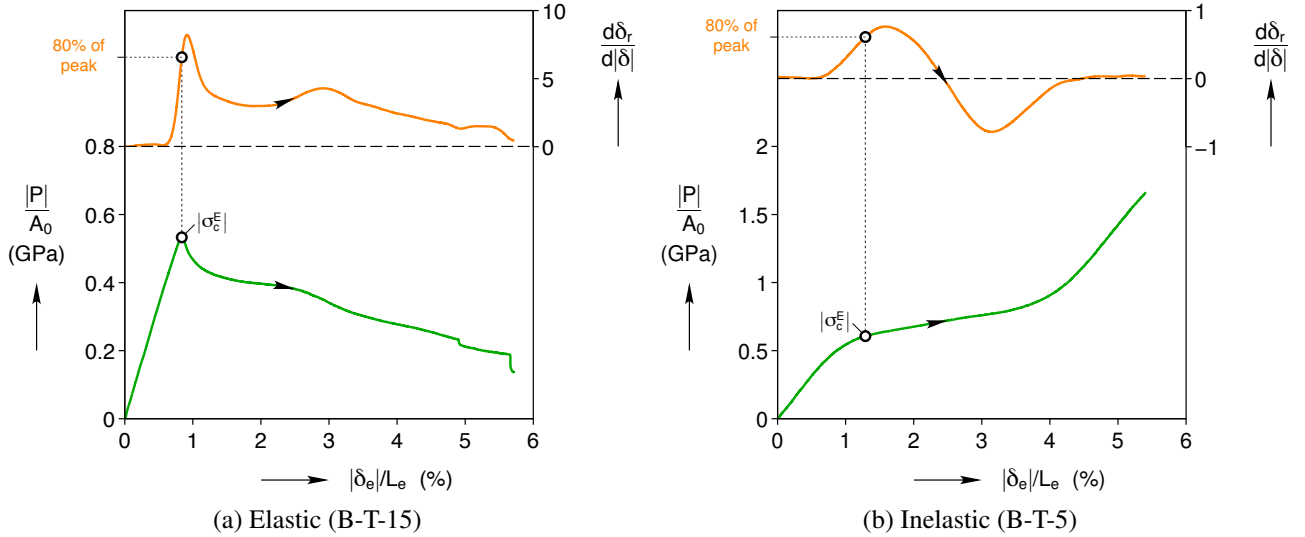 80% of
peak
10
5
0
dδr
d|δ|
0.8
0.6
0.4
0.2
0
|P|
A0
(GPa)
|σcE|
0 1 2 3 4 5 6
|δe|/Le (%)
(a) Elastic (B-T-15)
80% of
peak
1
0
−1
dδr
d|δ|
2
1.5
1
0.5
0
|P|
A0
(GPa)
|σcE|
0 1 2 3 4 5 6
|δe|/Le (%)
(b) Inelastic (B-T-5)